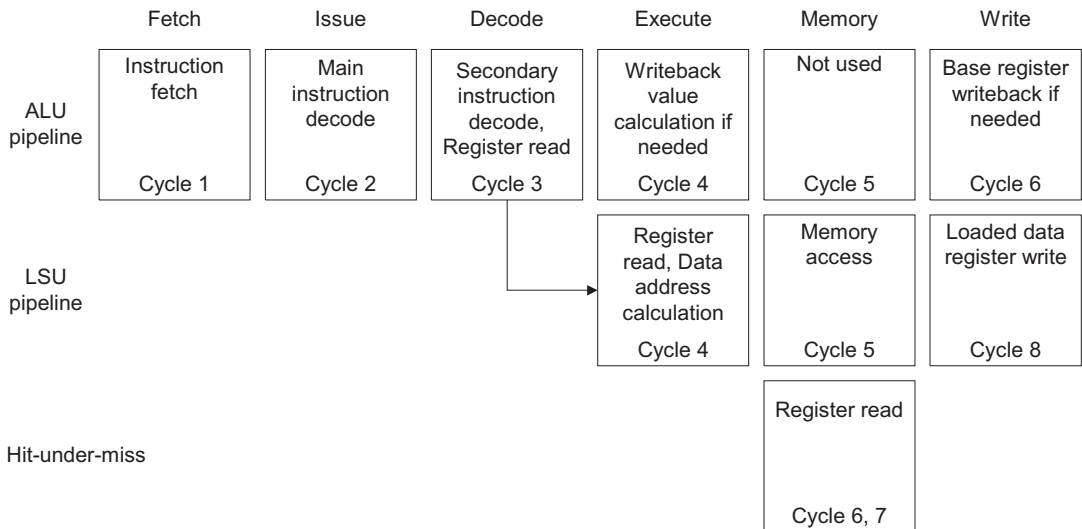 Fetch
Issue
Decode
Execute
Memory
Write
ALU
pipeline
Instruction
fetch
Cycle 1
Main
instruction
decode
Cycle 2
Secondary
instruction
decode,
Register read
Cycle 3
Writeback
value
calculation if
needed
Cycle 4
Not used
Cycle 5
Base register
writeback if
needed
Cycle 6
LSU
pipeline
Register
read, Data
address
calculation
Cycle 4
Memory
access
Cycle 5
Loaded data
register write
Cycle 8
Hit-under-miss
Register read
Cycle 6, 7